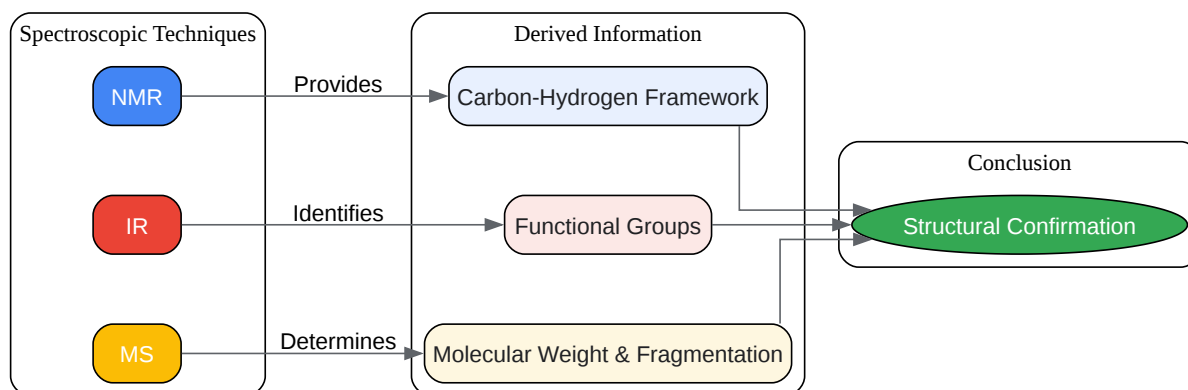 Spectroscopic Techniques
Derived Information
NMR
Provides
Carbon-Hydrogen Framework
Conclusion
IR
Identifies
Functional Groups
Structural Confirmation
MS
Determines
Molecular Weight & Fragmentation